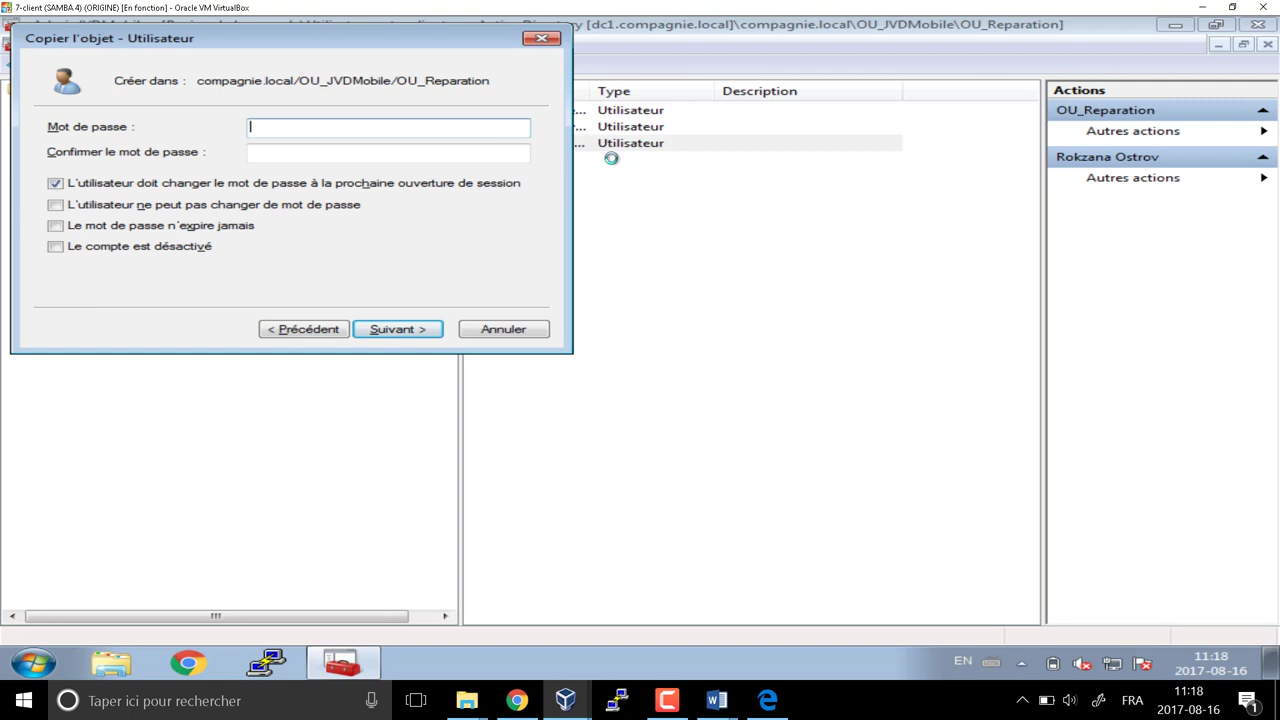 7-client (SAMBA 4) (ORIGINE) [En fonction] - Oracle VM VirtualBox
Active Directory [dc1.compagnie.local]\compagnie.local\OU_JVDMobile\OU_Reparation]
Copier l'objet - Utilisateur
Créer dans : compagnie.local/OU_JVDMobile/OU_Reparation
Mot de passe :
Confirmer le mot de passe :
L'utilisateur doit changer le mot de passe à la prochaine ouverture de session
L'utilisateur ne peut pas changer de mot de passe
Le mot de passe n'expire jamais
Le compte est désactivé
< Précédent
Suivant >
Annuler
Type
Description
e... Utilisateur
r... Utilisateur
... Utilisateur
Actions
OU_Reparation
Autres actions
Rokzana Ostrov
Autres actions
EN
11:18
2017-08-16
Taper ici pour rechercher
FRA
11:18
2017-08-16
1